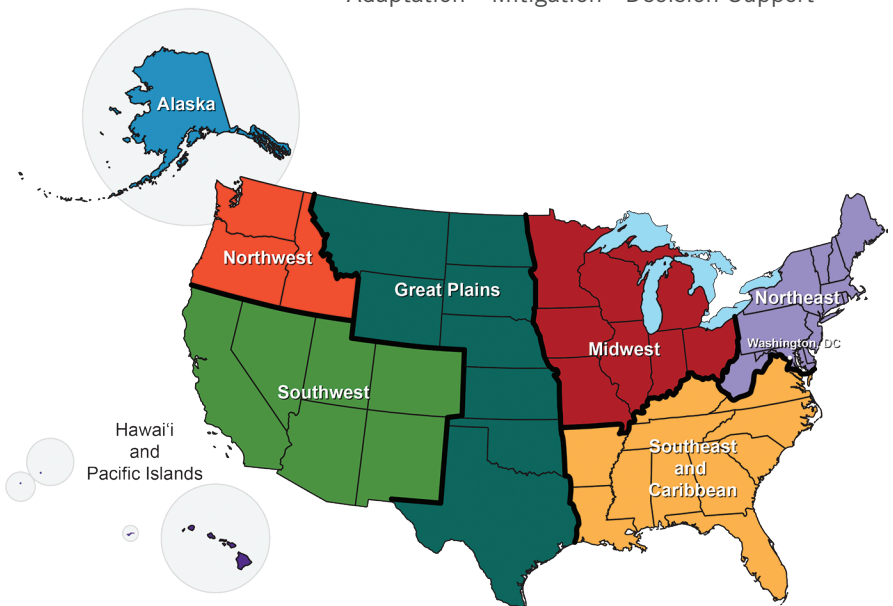 Adaptation Mitigation Decision Support
Alaska
Northwest
Great Plains
Midwest
Northeast
Washington, DC
Southwest
Southeast
and
Caribbean
Hawaiʻi
and
Pacific Islands